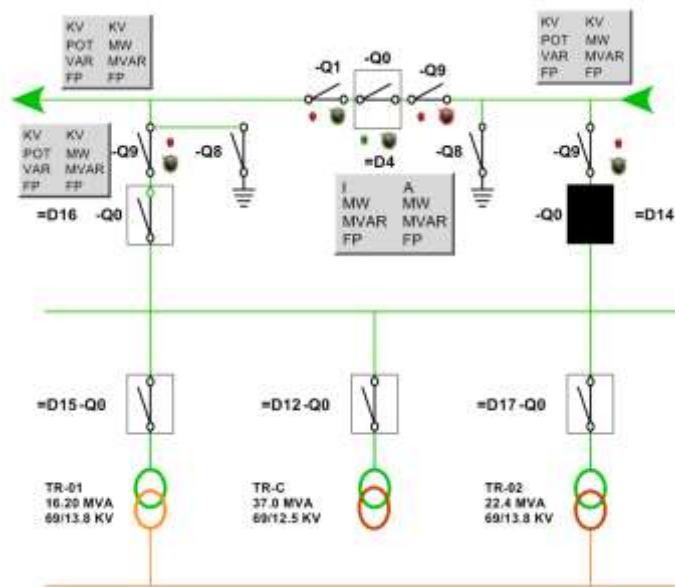 KV KV
POT MW
VAR MVAR
FP FP
-Q1
-Q0
-Q9
KV KV
POT MW
VAR MVAR
FP FP
KV KV
POT MW
VAR MVAR
FP FP
-Q9
-Q8
=D4
-Q8
-Q9
I A
MW MW
MVAR MVAR
FP FP
=D16 -Q0
-Q0 =D14
=D15-Q0
=D12-Q0
=D17-Q0
TR-01
16.20 MVA
69/13.8 KV
TR-C
37.0 MVA
69/12.5 KV
TR-02
22.4 MVA
69/13.8 KV